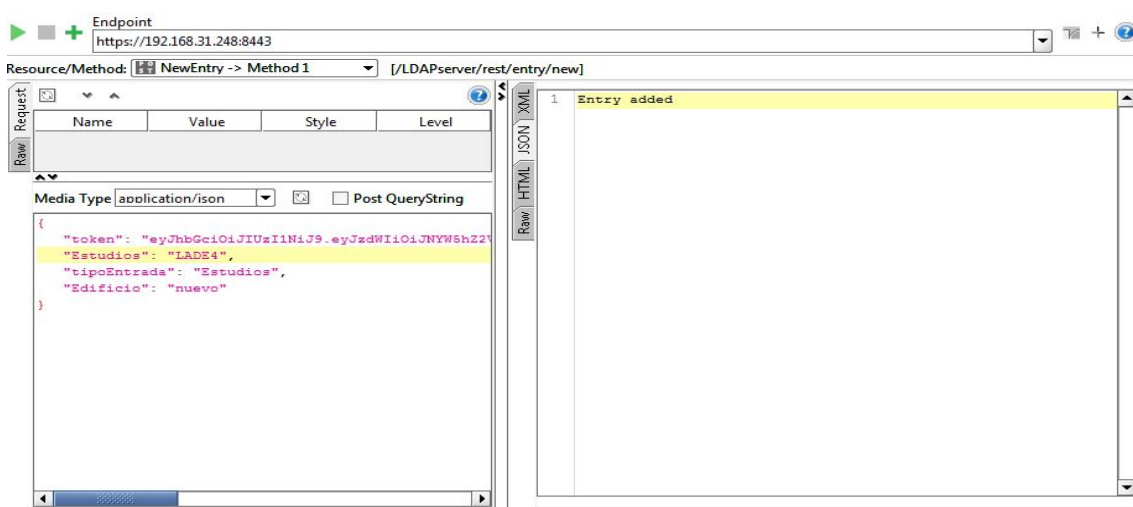 Endpoint
https://192.168.31.248:8443
Resource/Method: NewEntry -> Method 1 [/LDAPserver/rest/entry/new]
Request
Raw
Name Value Style Level
Media Type application/json Post QueryString
{
"token": "eyJhbGciOiJIUzI1NiJ9.eyJzdWIiOiJNYW5hZ2V
"Estudios": "LADE4",
"tipoEntrada": "Estudios",
"Edificio": "nuevo"
}
XML
JSON
HTML
Raw
1 Entry added